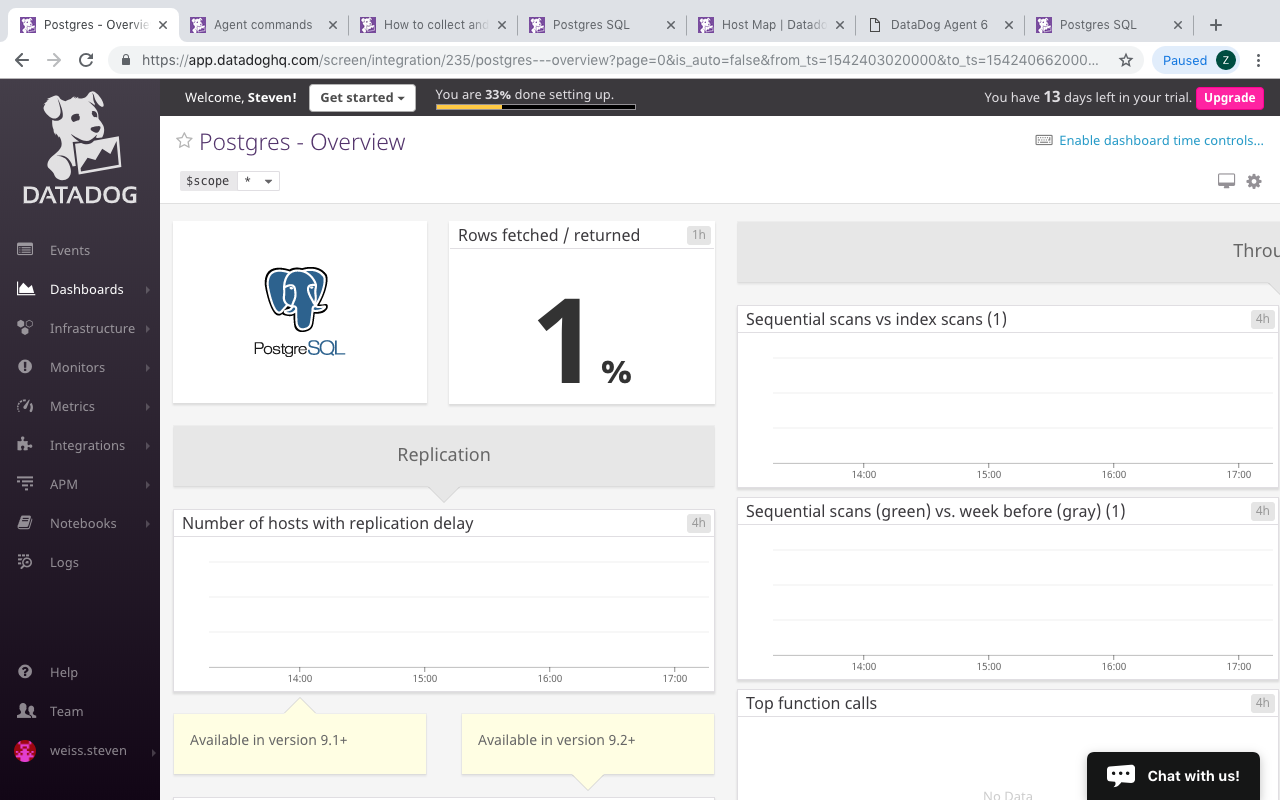 Postgres - Overvie
Agent commands
How to collect and
Postgres SQL
Host Map | Datado
DataDog Agent 6
Postgres SQL
https://app.datadoghq.com/screen/integration/235/postgres---overview?page=0&is_auto=false&from_ts=1542403020000&to_ts=154240662000...
Paused
Z
DATADOG
Events
Dashboards
Infrastructure
Monitors
Metrics
Integrations
APM
Notebooks
Logs
Help
Team
weiss.steven
Welcome, Steven!
Get started
You are 33% done setting up.
You have 13 days left in your trial.
Upgrade
Postgres - Overview
Enable dashboard time controls...
$scope
*
PostgreSQL
Rows fetched / returned
1h
1 %
Replication
Number of hosts with replication delay
4h
14:00 15:00 16:00 17:00
Available in version 9.1+
Available in version 9.2+
Throu
Sequential scans vs index scans (1)
4h
14:00 15:00 16:00 17:00
Sequential scans (green) vs. week before (gray) (1)
4h
14:00 15:00 16:00 17:00
Top function calls
4h
No Data
Chat with us!